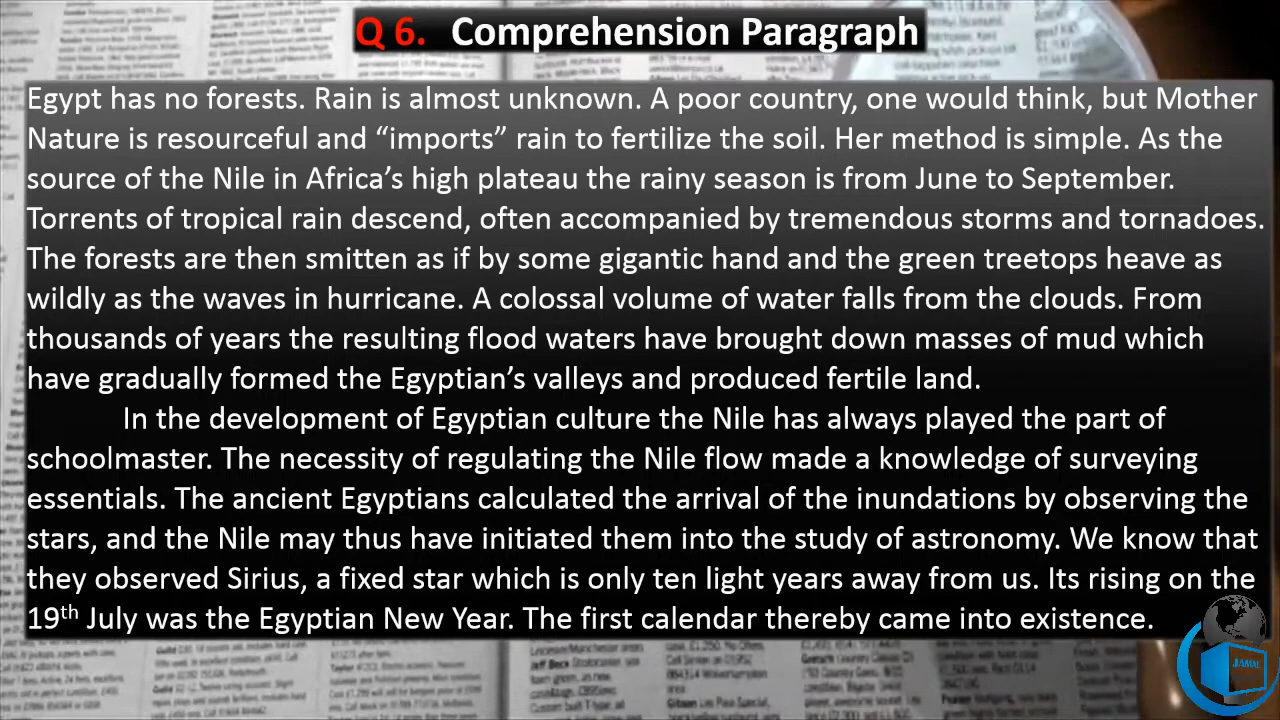 Q 6. Comprehension Paragraph
Egypt has no forests. Rain is almost unknown. A poor country, one would think, but Mother
Nature is resourceful and “imports” rain to fertilize the soil. Her method is simple. As the
source of the Nile in Africa’s high plateau the rainy season is from June to September.
Torrents of tropical rain descend, often accompanied by tremendous storms and tornadoes.
The forests are then smitten as if by some gigantic hand and the green treetops heave as
wildly as the waves in hurricane. A colossal volume of water falls from the clouds. From
thousands of years the resulting flood waters have brought down masses of mud which
have gradually formed the Egyptian’s valleys and produced fertile land.
In the development of Egyptian culture the Nile has always played the part of
schoolmaster. The necessity of regulating the Nile flow made a knowledge of surveying
essentials. The ancient Egyptians calculated the arrival of the inundations by observing the
stars, and the Nile may thus have initiated them into the study of astronomy. We know that
they observed Sirius, a fixed star which is only ten light years away from us. Its rising on the
19th July was the Egyptian New Year. The first calendar thereby came into existence.
JAMAL